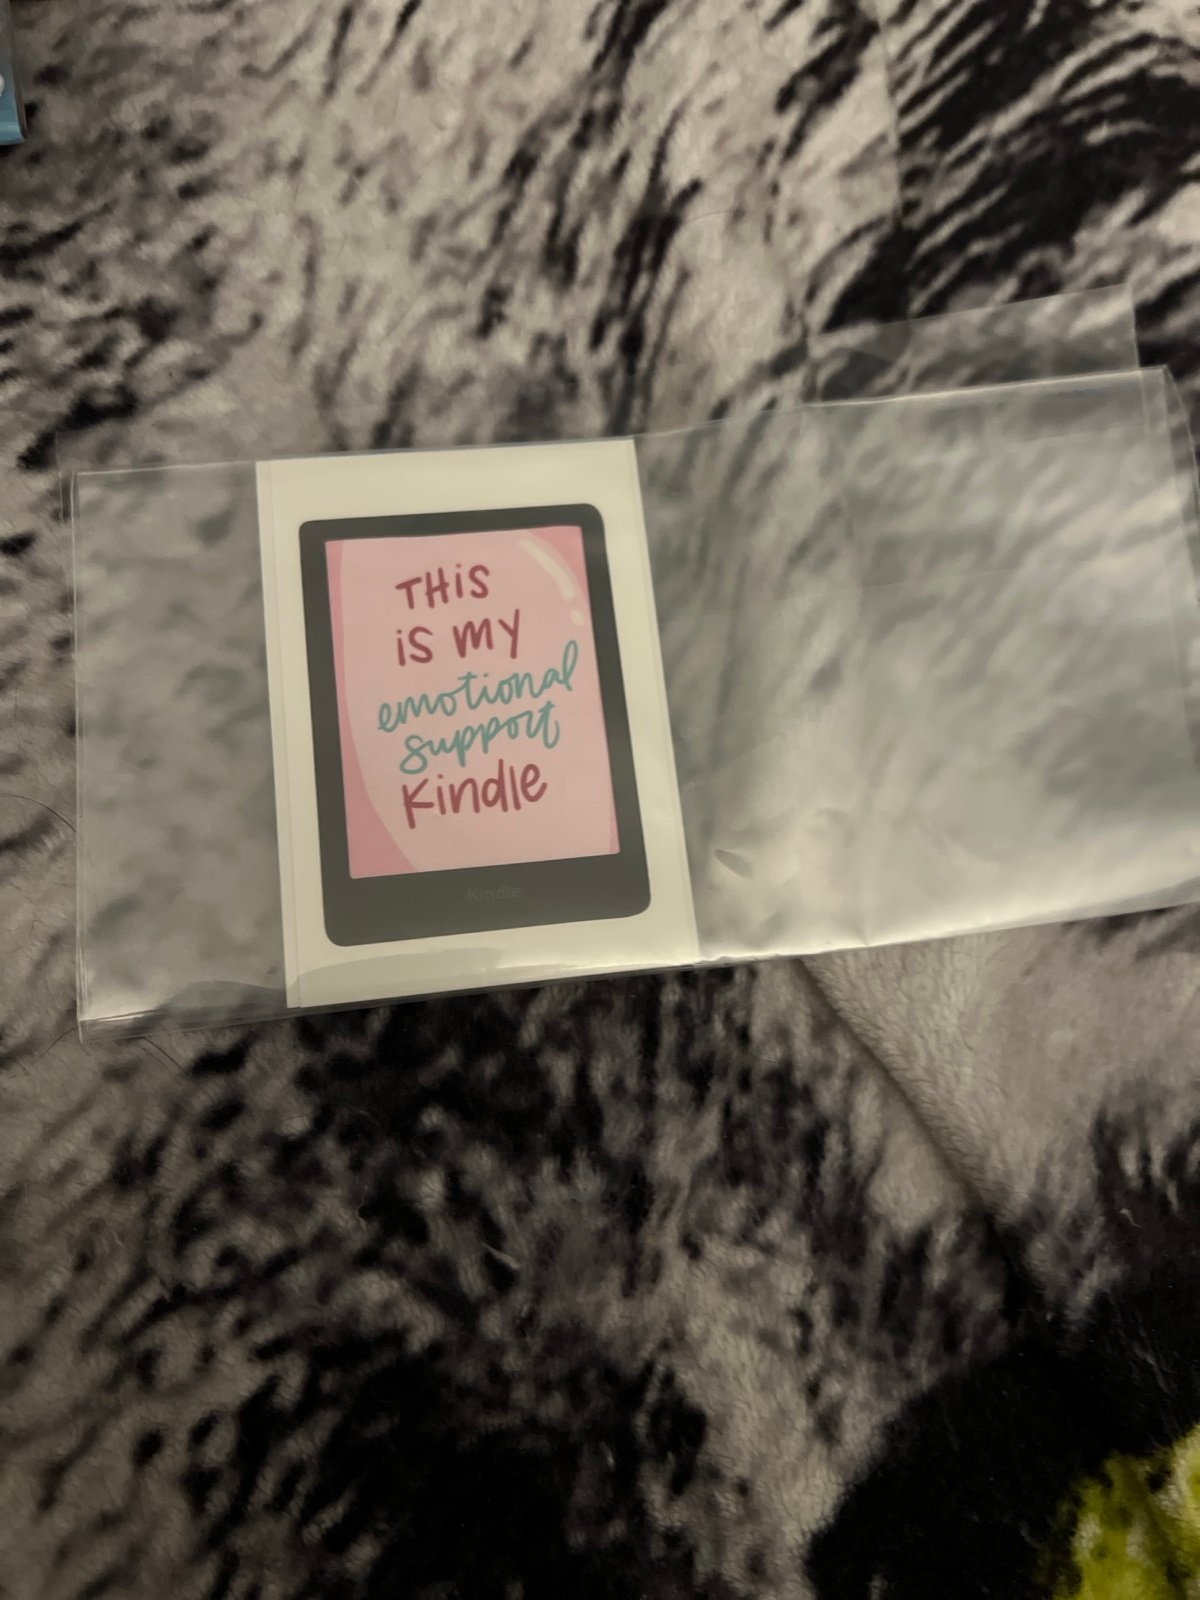 THis
is my
emotional
support
Kindle
Kindle